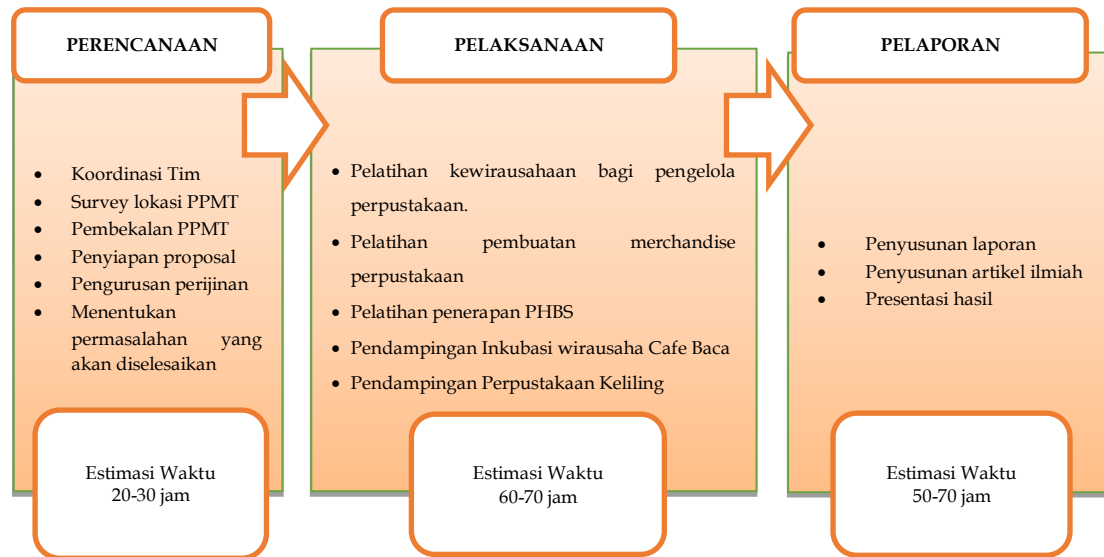 PERENCANAAN
• Koordinasi Tim
• Survey lokasi PPMT
• Pembekalan PPMT
• Penyiapan proposal
• Pengurusan perijinan
• Menentukan
permasalahan yang
akan diselesaikan
Estimasi Waktu
20-30 jam
PELAKSANAAN
• Pelatihan kewirausahaan bagi pengelola
perpustakaan.
• Pelatihan pembuatan merchandise
perpustakaan
• Pelatihan penerapan PHBS
• Pendampingan Inkubasi wirausaha Cafe Baca
• Pendampingan Perpustakaan Keliling
Estimasi Waktu
60-70 jam
PELAPORAN
• Penyusunan laporan
• Penyusunan artikel ilmiah
• Presentasi hasil
Estimasi Waktu
50-70 jam